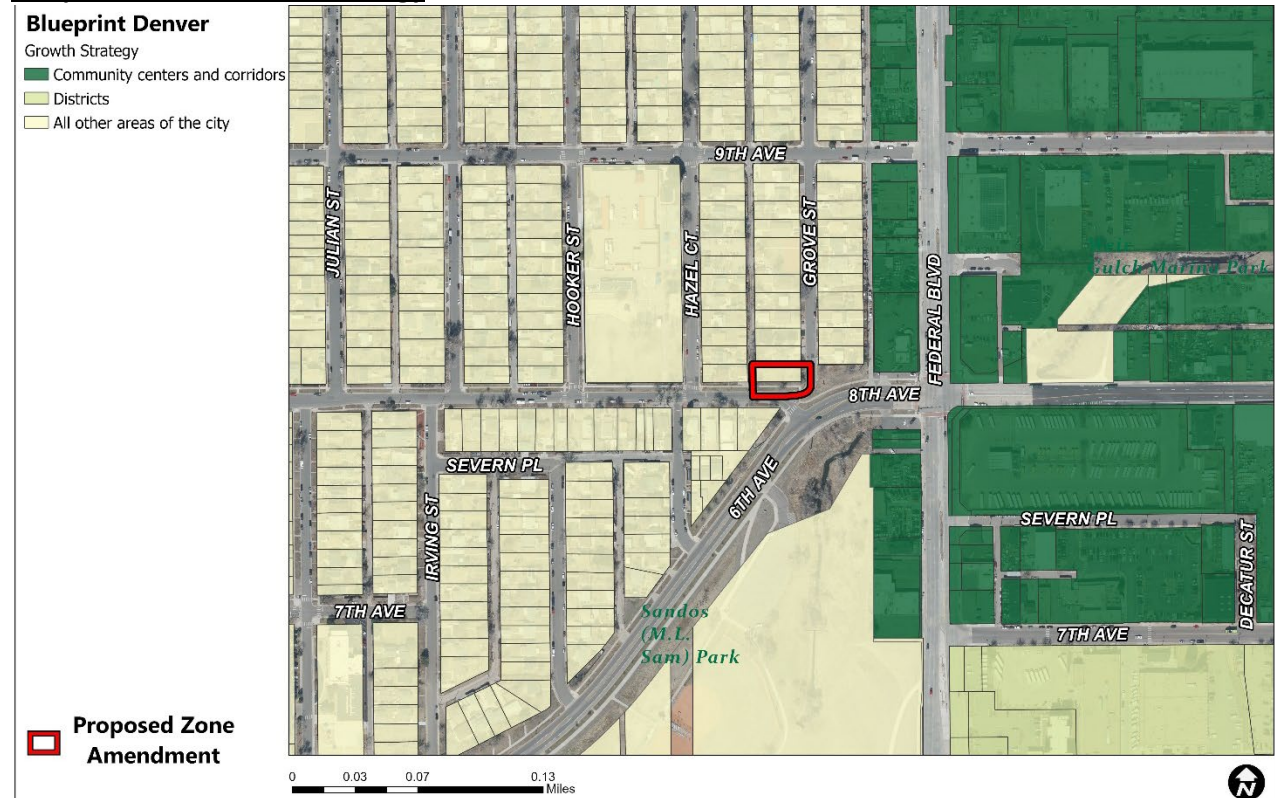 Blueprint Denver
Growth Strategy
Community centers and corridors
Districts
All other areas of the city
9TH AVE
JULIAN ST
HOOKER ST
HAZEL CT
GROVE ST
FEDERAL BLVD
Gulch Marina Park
8TH AVE
SEVERN PL
6TH AVE
IRVING ST
SEVERN PL
DECATUR ST
7TH AVE
Sandos
(M.L.
Sam) Park
7TH AVE
Proposed Zone
Amendment
0 0.03 0.07 0.13
Miles
N